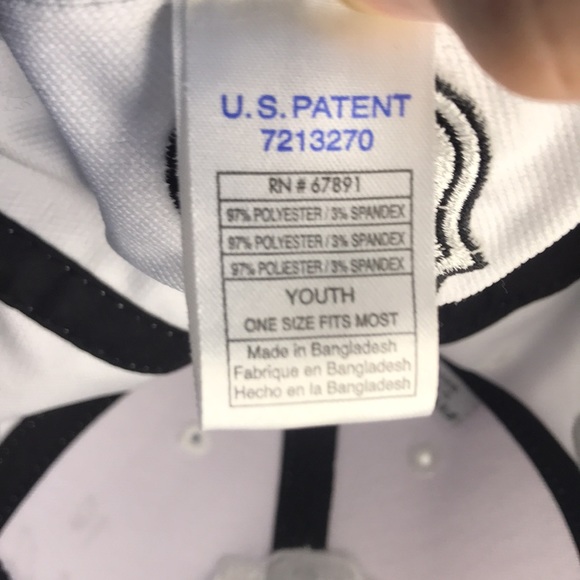 U.S. PATENT
7213270
RN # 67891
97% POLYESTER / 3% SPANDEX
97% POLYESTER / 3% SPANDEX
97% POLIESTER / 3% SPANDEX
YOUTH
ONE SIZE FITS MOST
Made in Bangladesh
Fabrique en Bangladesh
Hecho en la Bangladesh